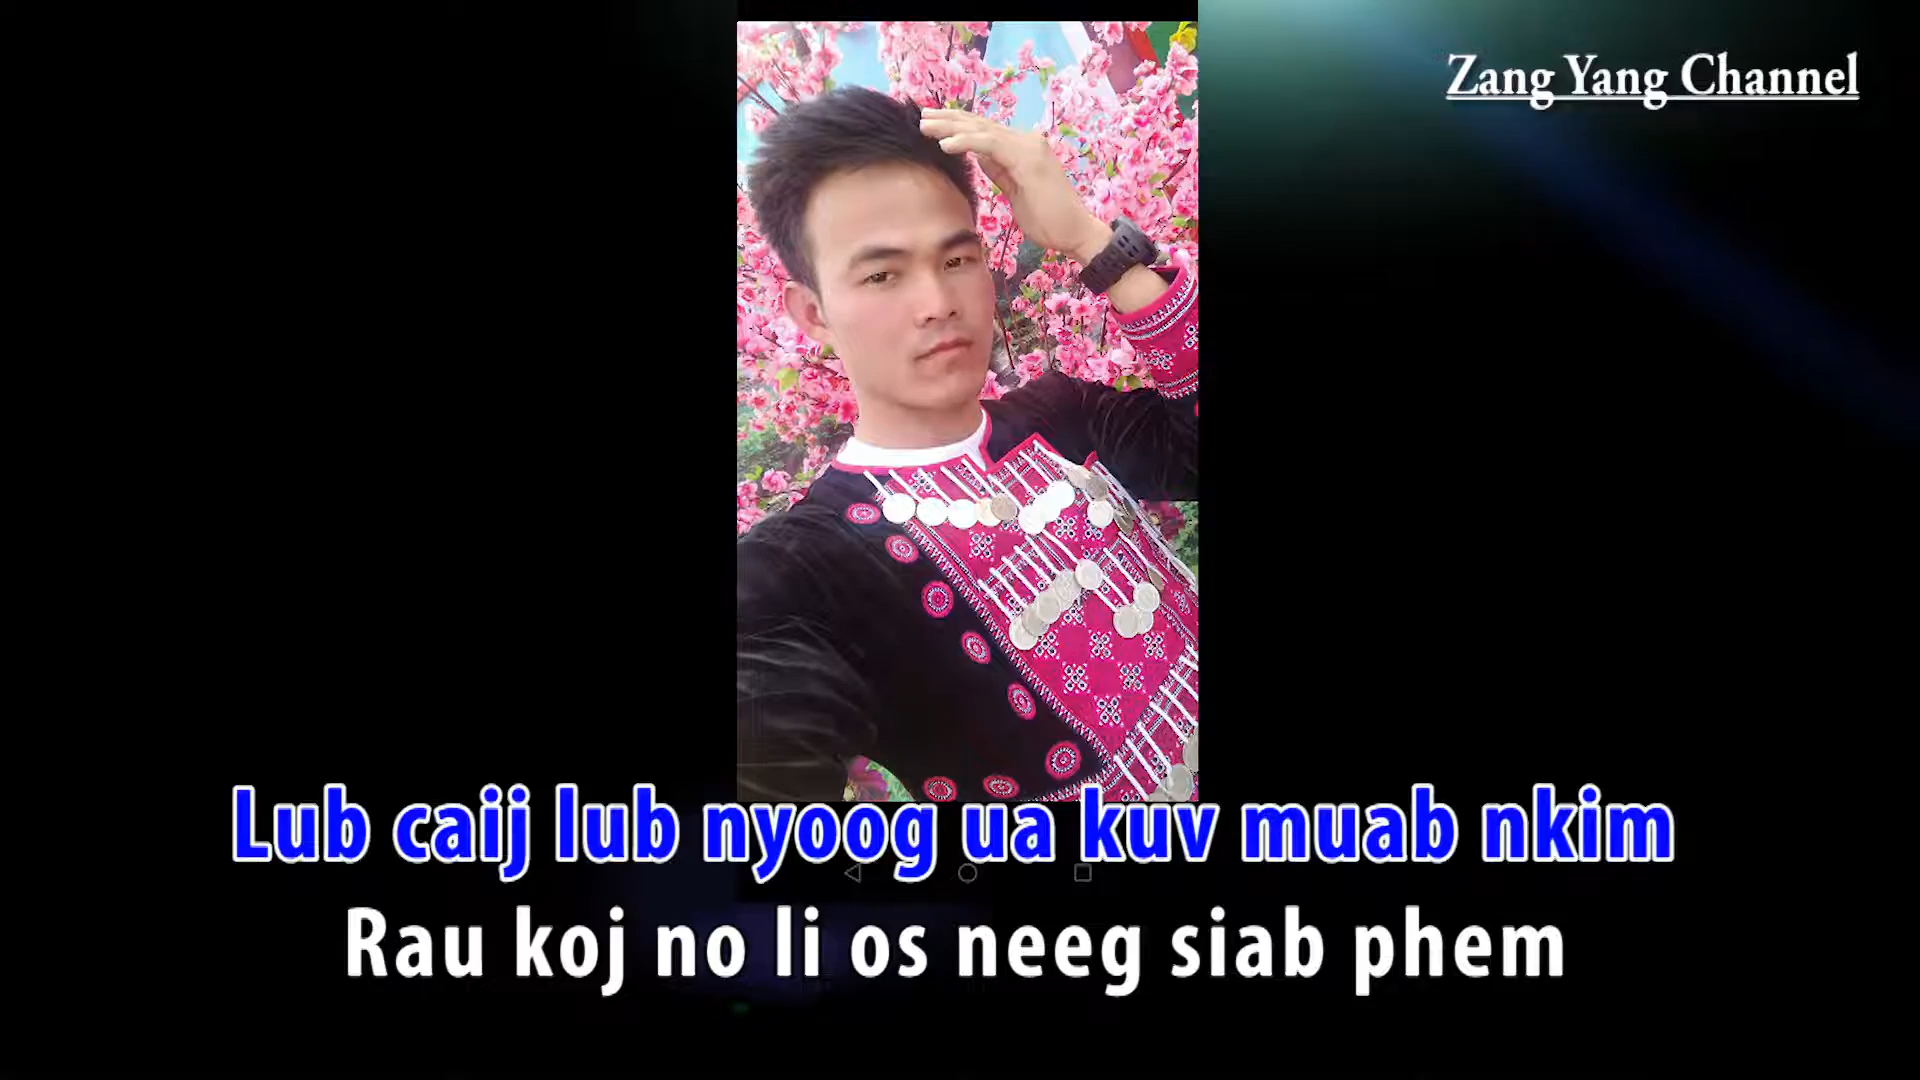 Zang Yang Channel
Lub caij lub nyoog ua kuv muab nkim
Rau koj no li os neeg siab phem